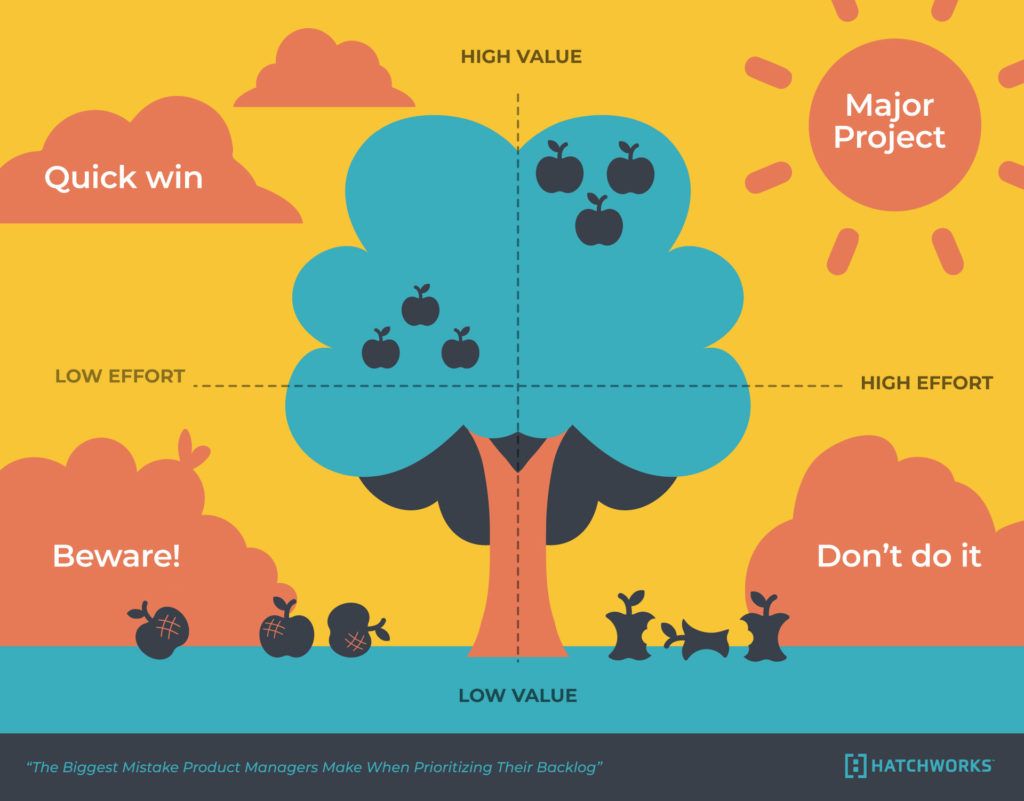 HIGH VALUE
Major
Project
Quick win
LOW EFFORT
HIGH EFFORT
Beware!
Don't do it
LOW VALUE
“The Biggest Mistake Product Managers Make When Prioritizing Their Backlog”
HATCHWORKS